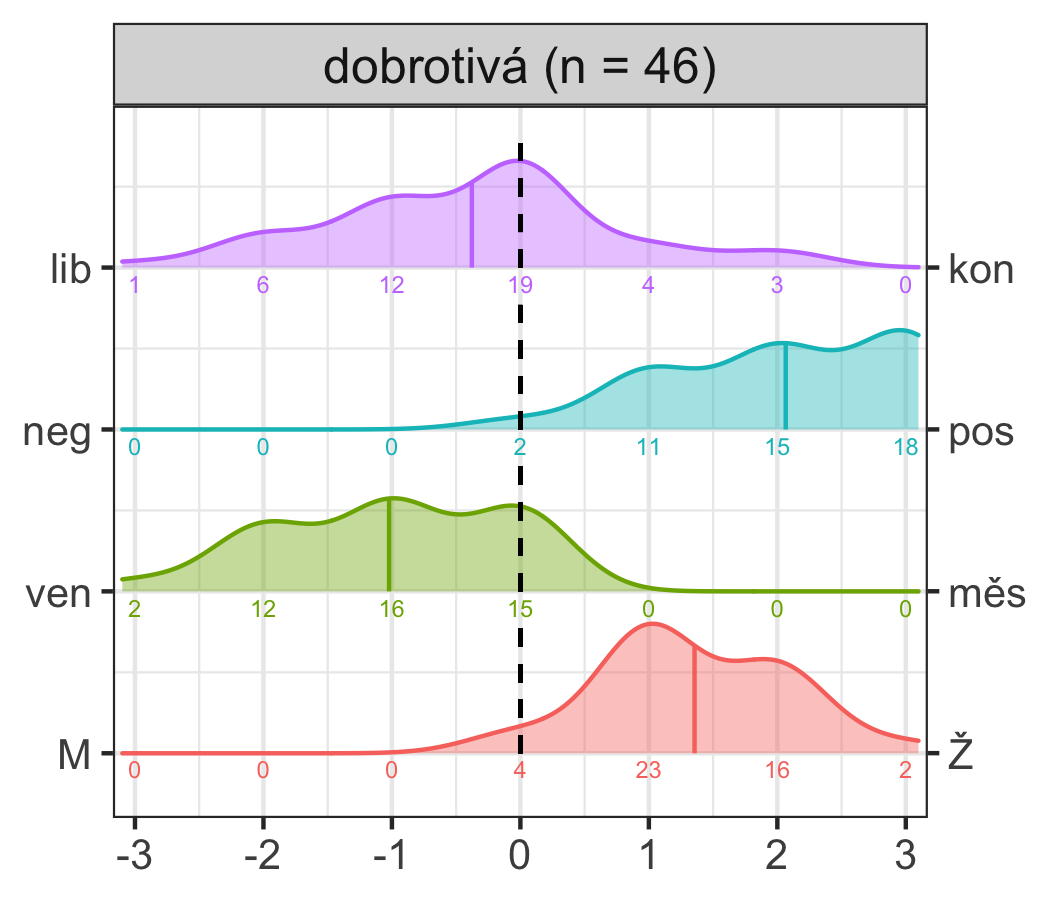 dobrotivá (n = 46)
lib kon
1 6 12 19 4 3 0
neg pos
0 0 0 2 11 15 18
ven měs
2 12 16 15 0 0 0
M Ž
0 0 0 4 23 16 2
-3 -2 -1 0 1 2 3